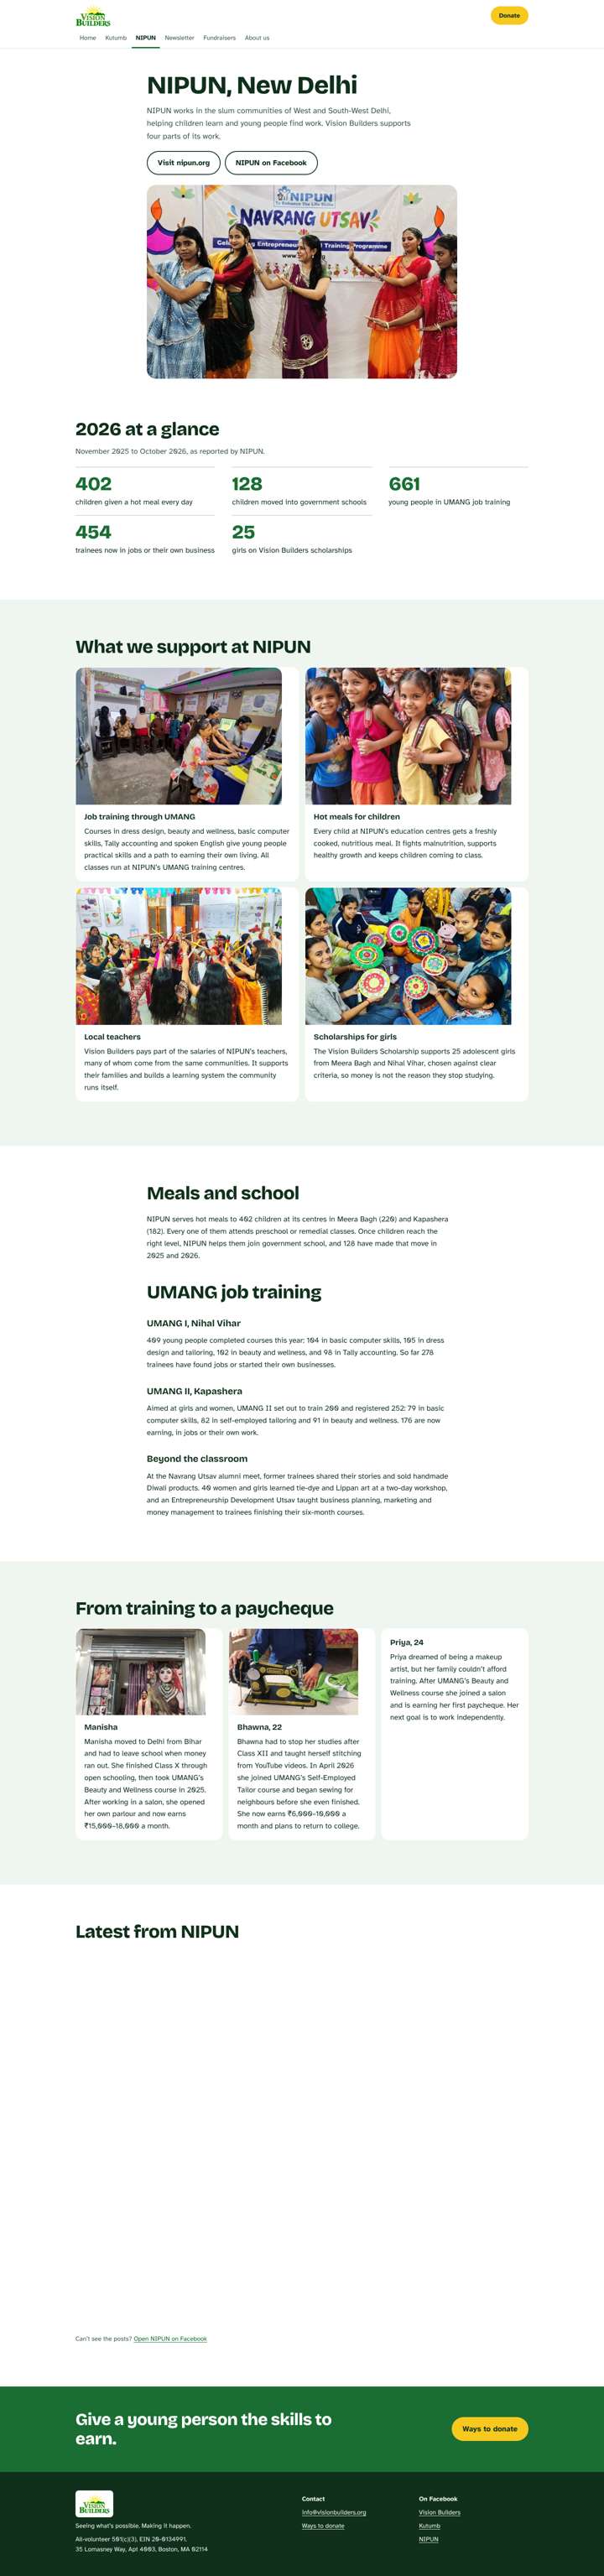 VISION
BUILDERS
Donate
Home Kutumb NIPUN Newsletter Fundraisers About us
NIPUN, New Delhi
NIPUN works in the slum communities of West and South-West Delhi,
helping children learn and young people find work. Vision Builders supports
four parts of its work.
Visit nipun.org
NIPUN on Facebook
NIPUN
NAVRANG UTSAV
Training Programme
2026 at a glance
November 2025 to October 2026, as reported by NIPUN.
402
children given a hot meal every day
128
children moved into government schools
661
young people in UMANG job training
454
trainees now in jobs or their own business
25
girls on Vision Builders scholarships
What we support at NIPUN
Job training through UMANG
Courses in dress design, beauty and wellness, basic computer
skills, Tally accounting and spoken English give young people
practical skills and a path to earning their own living. All
classes run at NIPUN's UMANG training centres.
Hot meals for children
Every child at NIPUN's education centres gets a freshly
cooked, nutritious meal. It fights malnutrition, supports
healthy growth and keeps children coming to class.
Local teachers
Vision Builders pays part of the salaries of NIPUN's teachers,
many of whom come from the same communities. It supports
their families and builds a learning system the community
runs itself.
Scholarships for girls
The Vision Builders Scholarship supports 25 adolescent girls
from Meera Bagh and Nihal Vihar, chosen against clear
criteria, so money is not the reason they stop studying.
Meals and school
NIPUN serves hot meals to 402 children at its centres in Meera Bagh (220) and Kapashera
(182). Every one of them attends preschool or remedial classes. Once children reach the
right level, NIPUN helps them join government school, and 128 have made that move in
2025 and 2026.
UMANG job training
UMANG I, Nihal Vihar
409 young people completed courses this year: 104 in basic computer skills, 105 in dress
design and tailoring, 102 in beauty and wellness, and 98 in Tally accounting. So far 278
trainees have found jobs or started their own businesses.
UMANG II, Kapashera
Aimed at girls and women, UMANG II set out to train 200 and registered 252: 79 in basic
computer skills, 82 in self-employed tailoring and 91 in beauty and wellness. 176 are now
earning, in jobs or their own work.
Beyond the classroom
At the Navrang Utsav alumni meet, former trainees shared their stories and sold handmade
Diwali products. 40 women and girls learned tie-dye and Lippan art at a two-day workshop,
and an Entrepreneurship Development Utsav taught business planning, marketing and
money management to trainees finishing their six-month courses.
From training to a paycheque
Manisha
Manisha moved to Delhi from Bihar
and had to leave school when money
ran out. She finished Class X through
open schooling, then took UMANG's
Beauty and Wellness course in 2025.
After working in a salon, she opened
her own parlour and now earns
₹15,000–18,000 a month.
Bhawna, 22
Bhawna had to stop her studies after
Class XII and taught herself stitching
from YouTube videos. In April 2026
she joined UMANG's Self-Employed
Tailor course and began sewing for
neighbours before she even finished.
She now earns ₹6,000–10,000 a
month and plans to return to college.
Priya, 24
Priya dreamed of being a makeup
artist, but her family couldn't afford
training. After UMANG's Beauty and
Wellness course she joined a salon
and is earning her first paycheque. Her
next goal is to work independently.
Latest from NIPUN
Can't see the posts? Open NIPUN on Facebook
Give a young person the skills to
earn.
Ways to donate
VISION
BUILDERS
Seeing what's possible. Making it happen.
All-volunteer 501(c)(3), EIN 20-0134991.
35 Lomasney Way, Apt 4003, Boston, MA 02114
Contact
info@visionbuilders.org
Ways to donate
On Facebook
Vision Builders
Kutumb
NIPUN